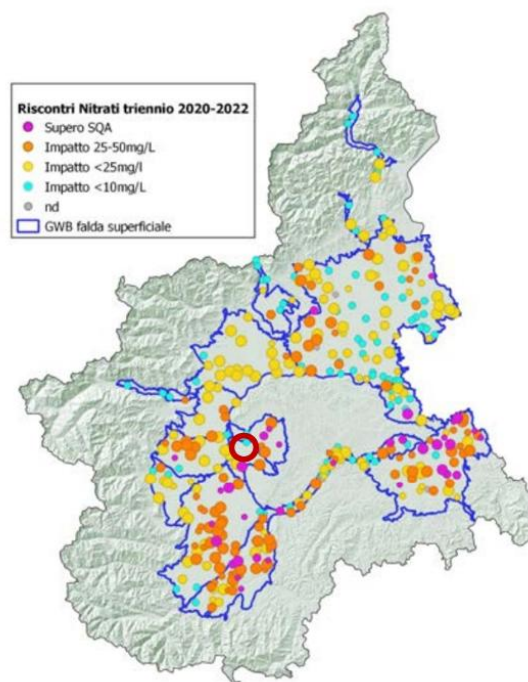 Riscontri Nitrati triennio 2020-2022
Supero SQA
Impatto 25-50mg/L
Impatto <25mg/l
Impatto <10mg/L
nd
GWB falda superficiale